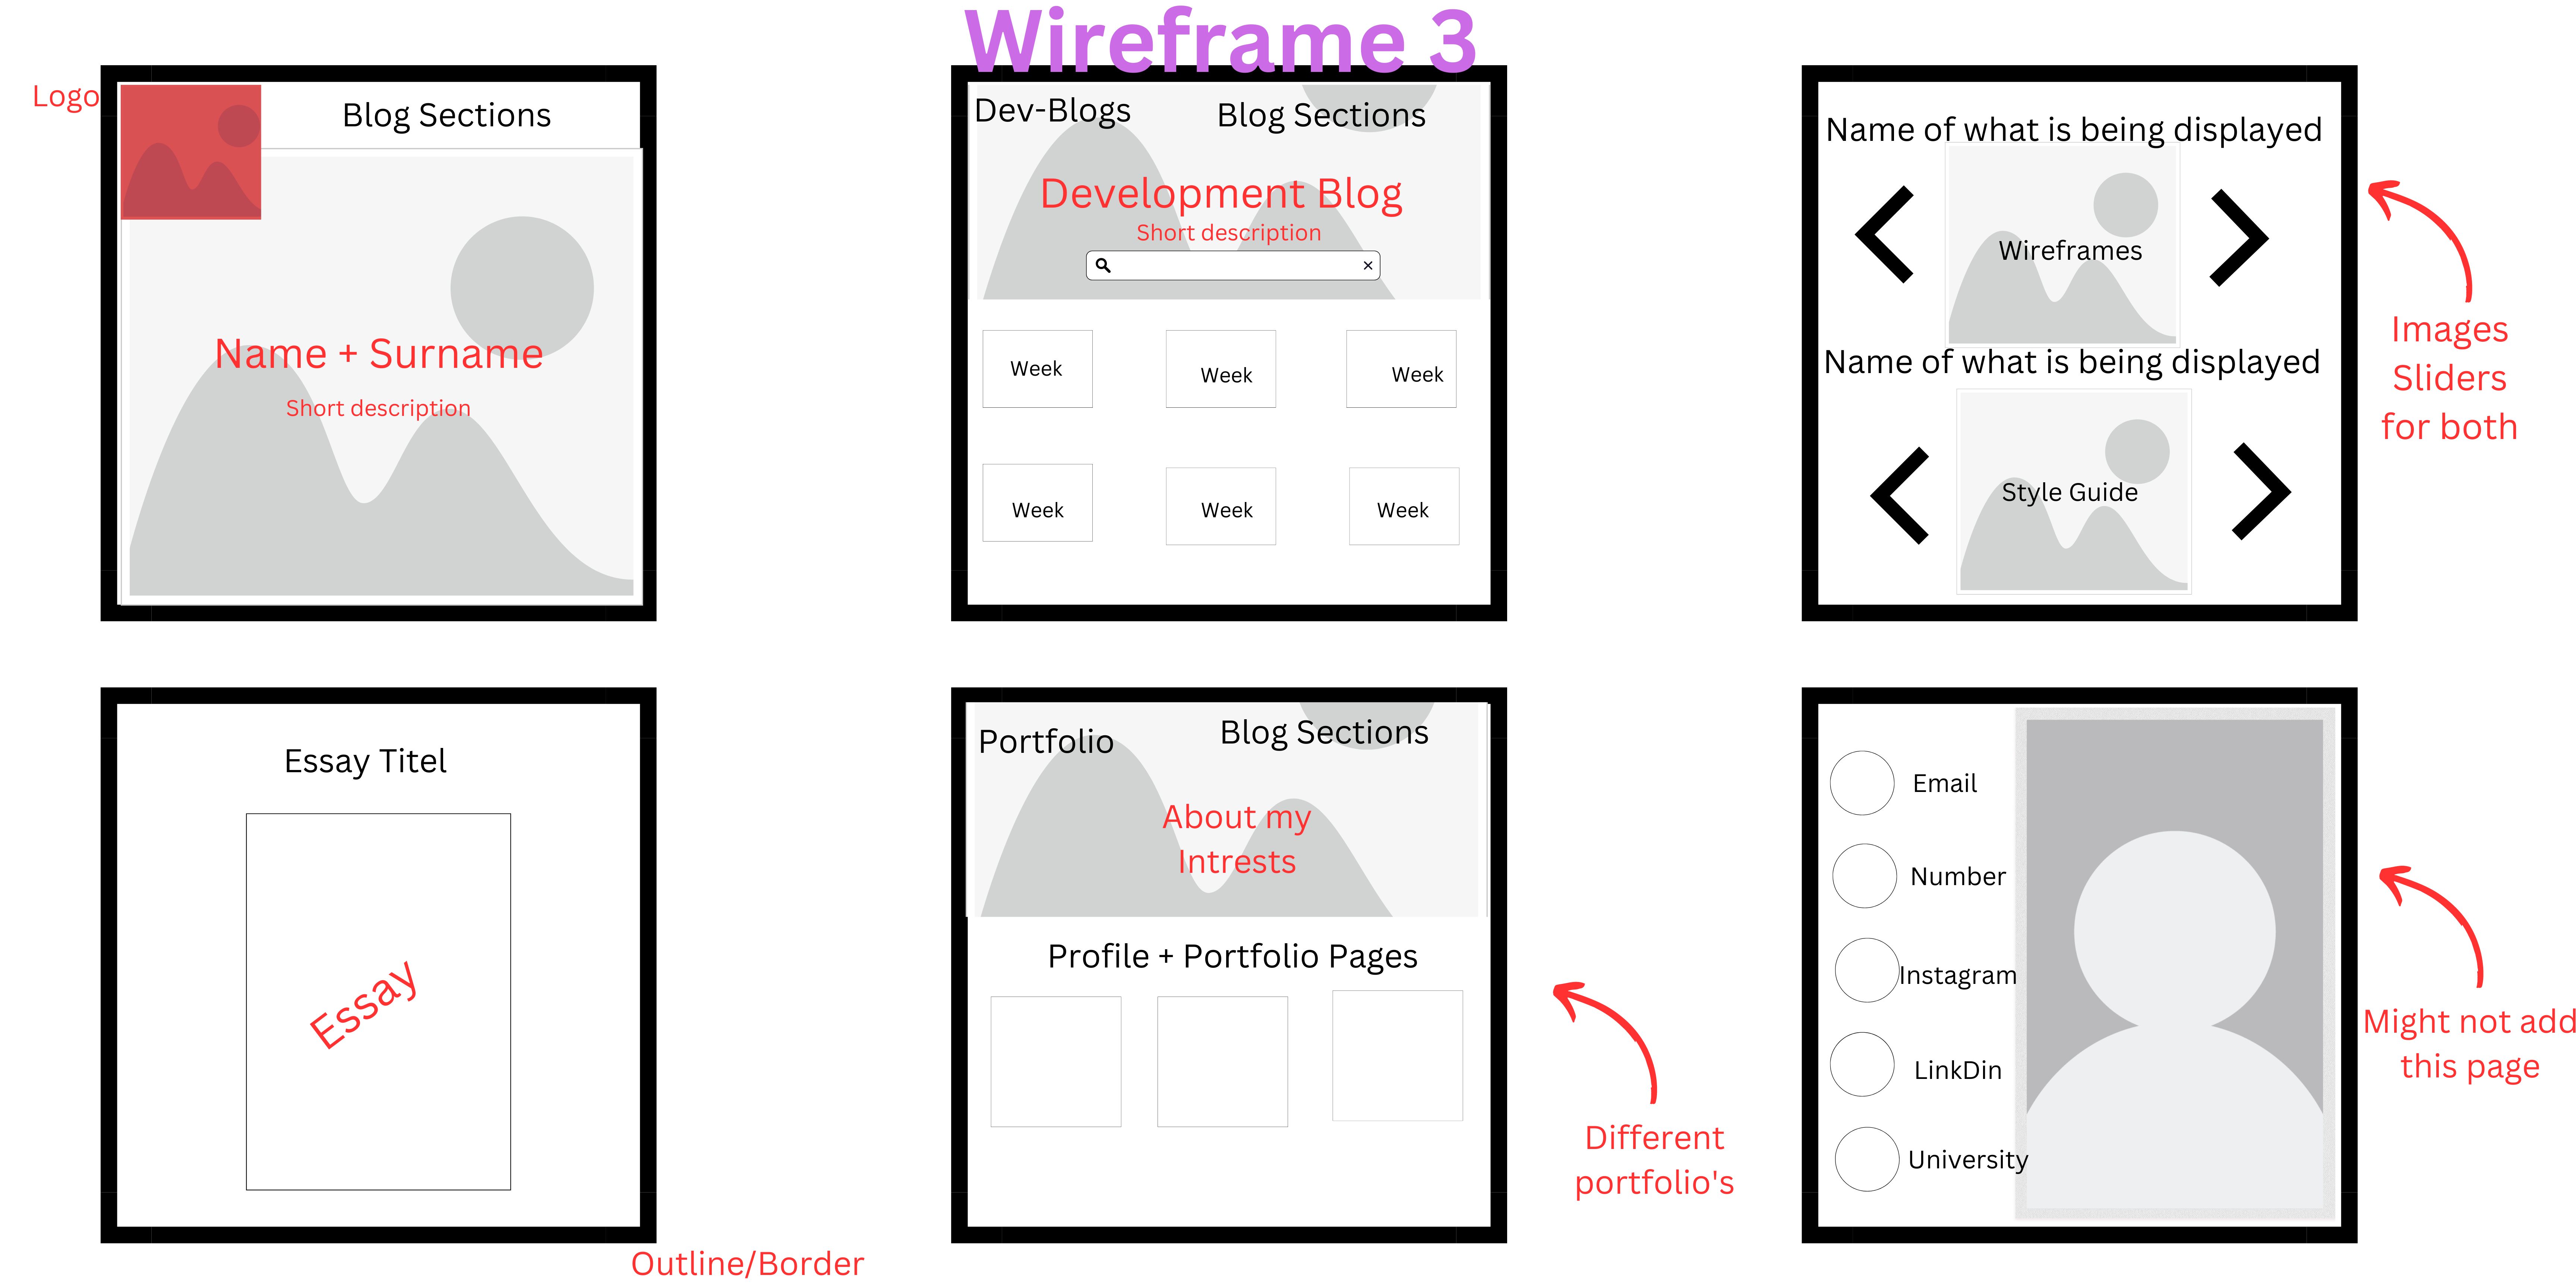 Wireframe 3
Logo
Blog Sections
Name + Surname
Short description
Dev-Blogs
Blog Sections
Development Blog
Short description
Week
Week
Week
Week
Week
Week
Name of what is being displayed
Wireframes
Name of what is being displayed
Style Guide
Images
Sliders
for both
Essay Titel
Essay
Outline/Border
Portfolio
Blog Sections
About my
Intrests
Profile + Portfolio Pages
Different
portfolio's
Email
Number
Instagram
LinkDin
University
Might not add
this page